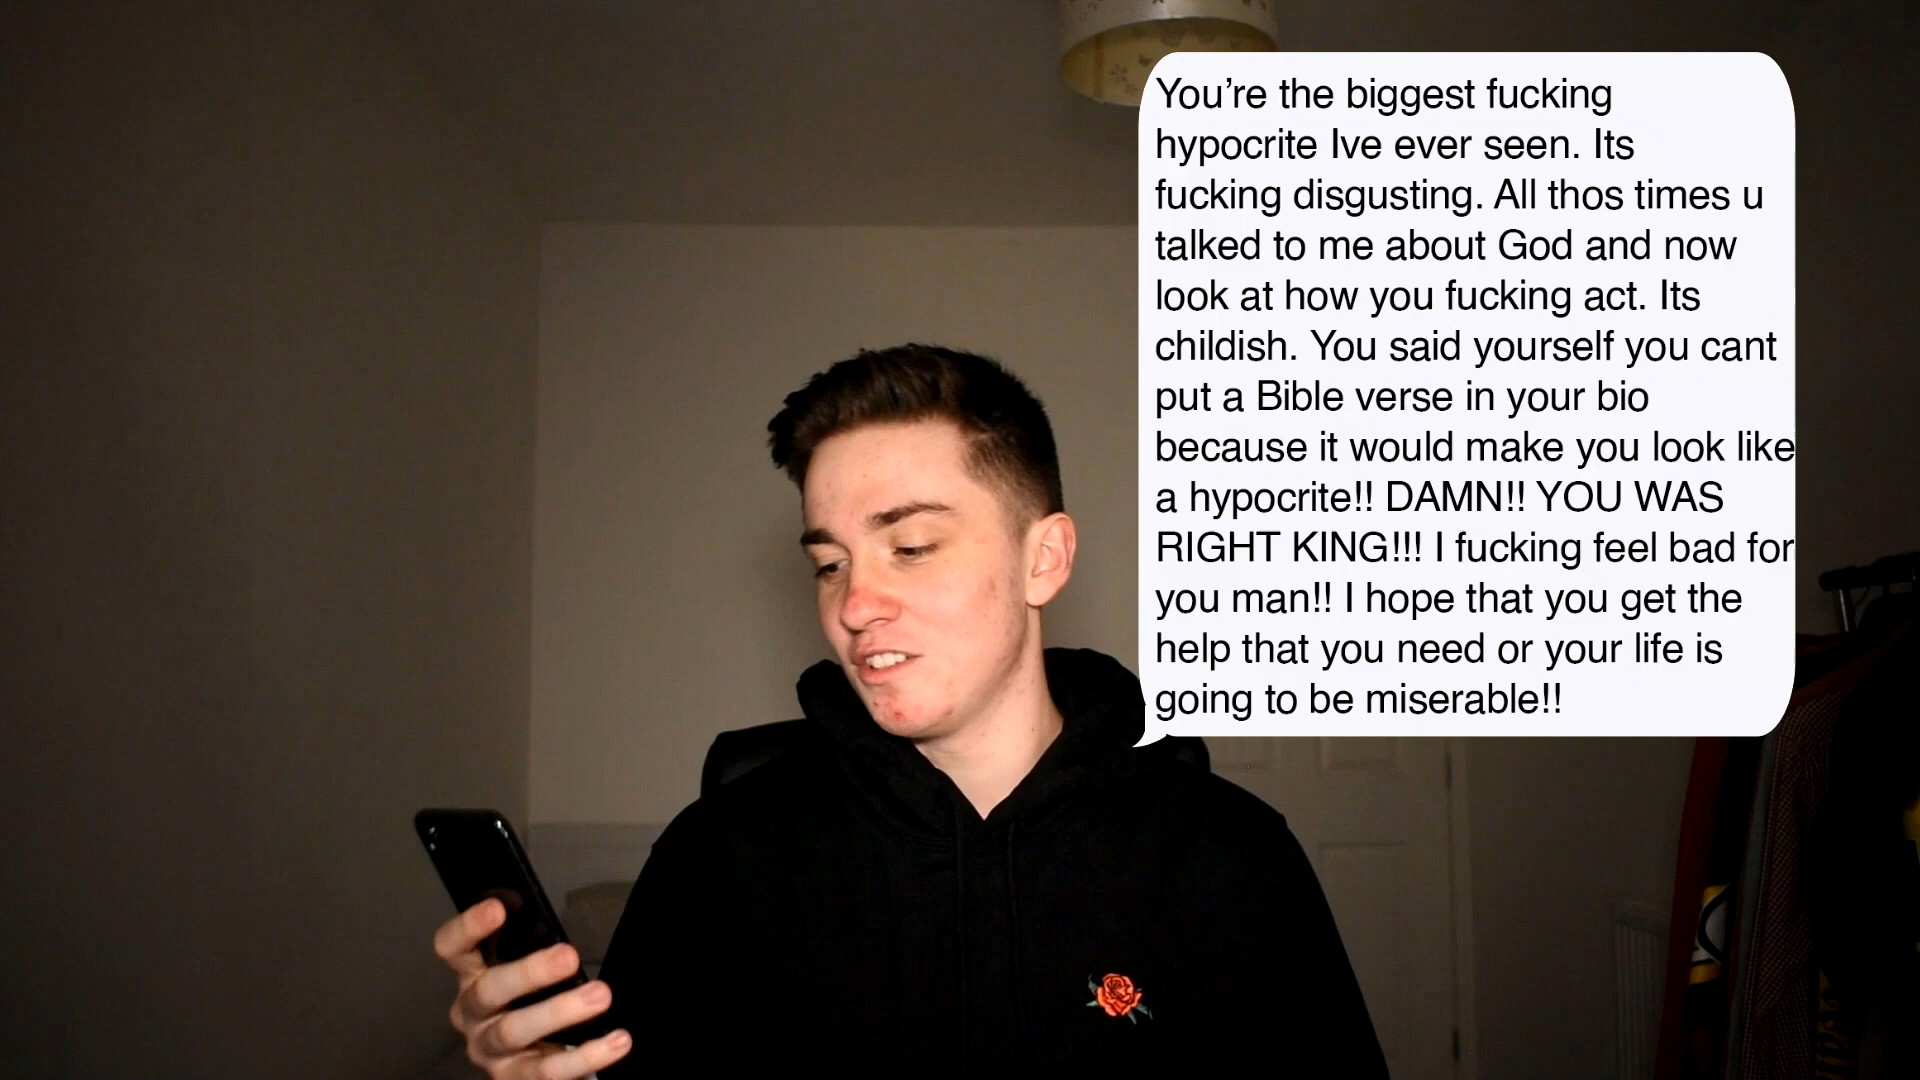 You’re the biggest fucking
hypocrite Ive ever seen. Its
fucking disgusting. All thos times u
talked to me about God and now
look at how you fucking act. Its
childish. You said yourself you cant
put a Bible verse in your bio
because it would make you look like
a hypocrite!! DAMN!! YOU WAS
RIGHT KING!!! I fucking feel bad for
you man!! I hope that you get the
help that you need or your life is
going to be miserable!!